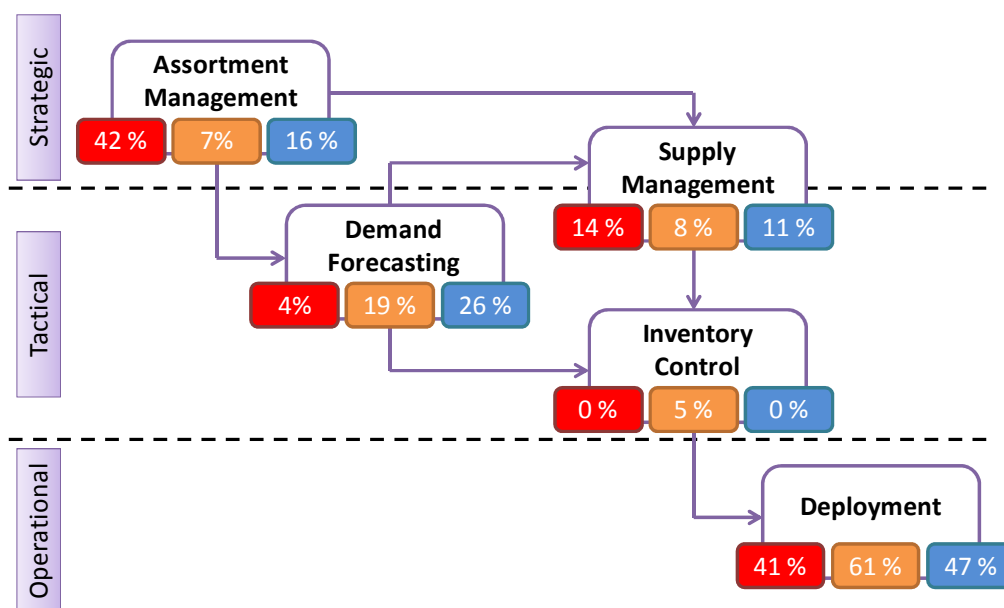 Strategic
Assortment
Management
42 %
7%
16 %
Supply
Management
14 %
8 %
11 %
Tactical
Demand
Forecasting
4%
19 %
26 %
Inventory
Control
0 %
5 %
0 %
Operational
Deployment
41 %
61 %
47 %